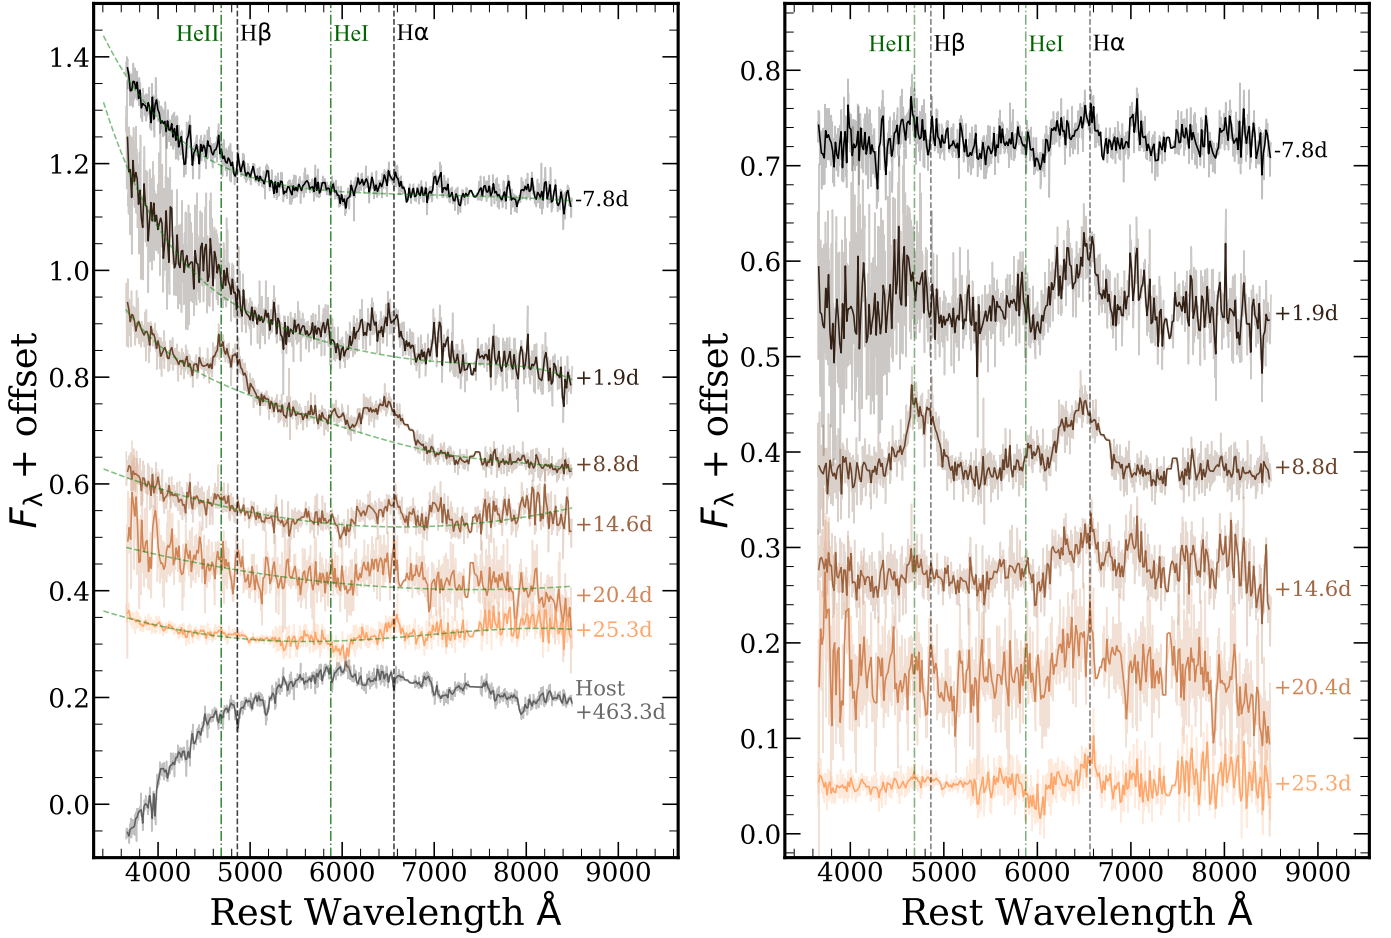 HeII Hβ HeI Hα
1.4
1.2
1.0
0.8
0.6
0.4
0.2
0.0
-7.8d
+1.9d
+8.8d
+14.6d
+20.4d
+25.3d
Host
+463.3d
4000 5000 6000 7000 8000 9000
Rest Wavelength Å
Fλ + offset
HeII Hβ HeI Hα
0.8
0.7
0.6
0.5
0.4
0.3
0.2
0.1
0.0
-7.8d
+1.9d
+8.8d
+14.6d
+20.4d
+25.3d
4000 5000 6000 7000 8000 9000
Rest Wavelength Å
Fλ + offset